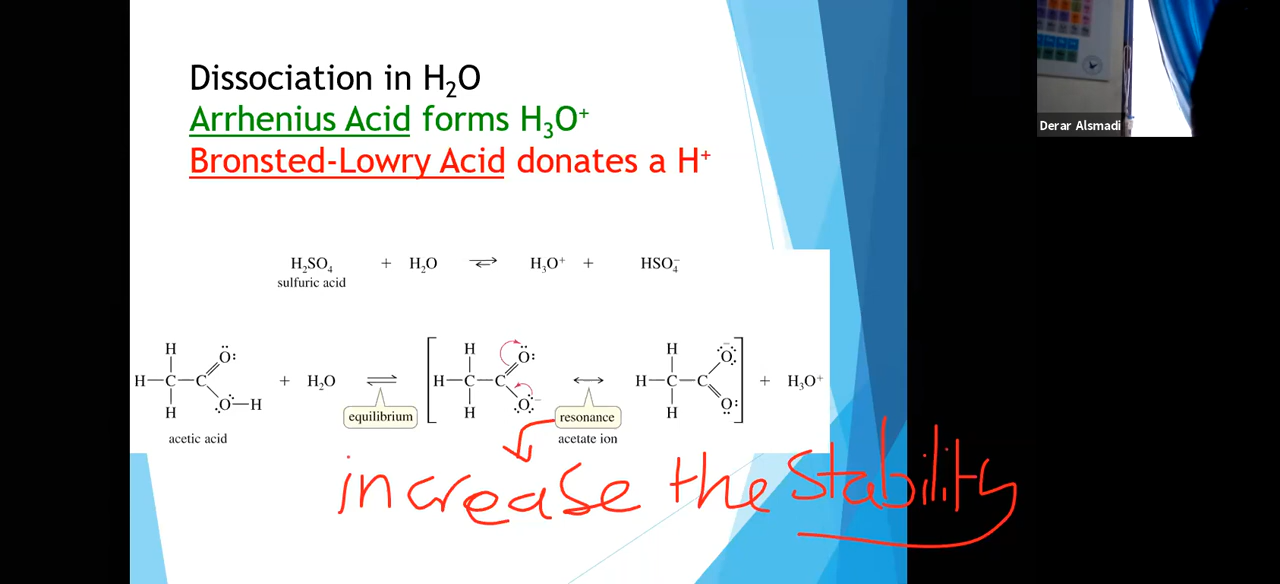 Dissociation in H₂O
Arrhenius Acid forms H₃O⁺
Bronsted-Lowry Acid donates a H⁺
Derar Alsmadi
H₂SO₄ + H₂O ⇌ H₃O⁺ + HSO₄⁻
sulfuric acid
H H H
Ö: Ö: :Ö:⁻
H—C—C + H₂O ⇌ [ H—C—C ↔ H—C—C ] + H₃O⁺
:Ö—H :Ö:⁻ Ö:
H H H
equilibrium resonance
acetic acid acetate ion
increase the stability